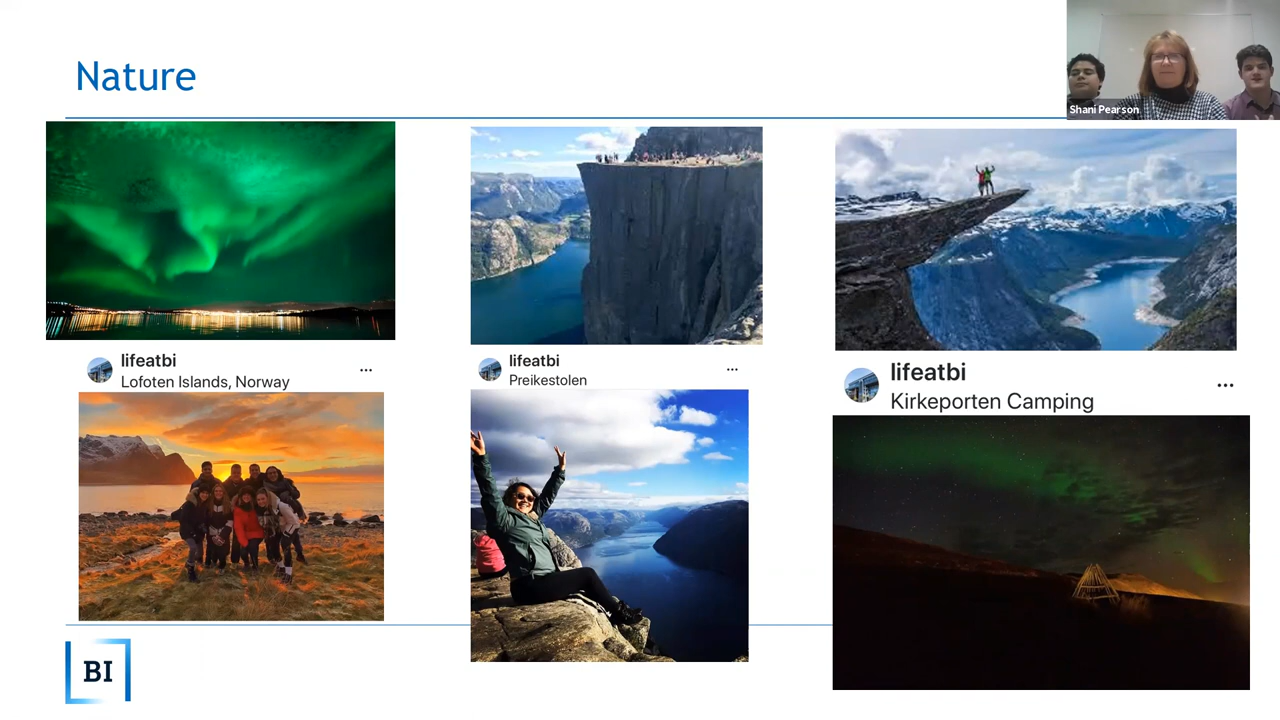 Nature
Shani Pearson
lifeatbi
Lofoten Islands, Norway
lifeatbi
Preikestolen
lifeatbi
Kirkeporten Camping
BI